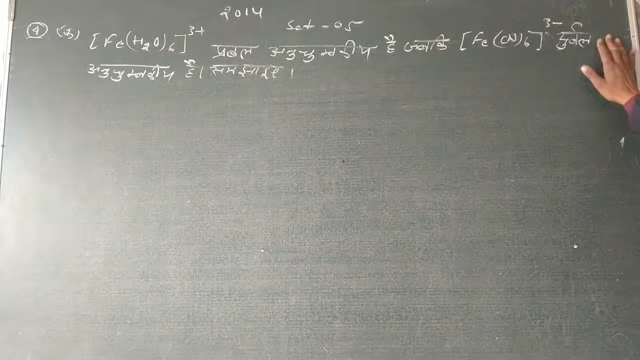 2014 Set - 05
④ (क) [Fe(H₂O)₆]³⁺ प्रबल अनुचुम्बकीय है जबकि [Fe(CN)₆]³⁻ दुर्बल
अनुचुम्बकीय है। समझाइए।